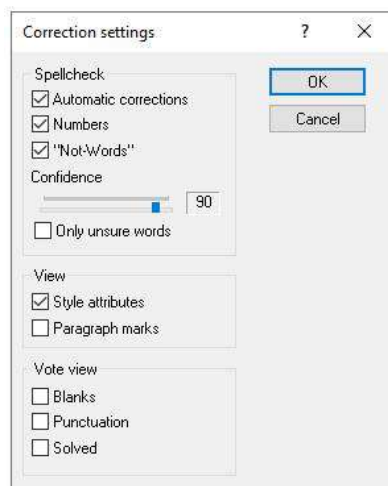 Correction settings ?
Spellcheck
Automatic corrections
Numbers
"Not-Words"
Confidence
90
Only unsure words
View
Style attributes
Paragraph marks
Vote view
Blanks
Punctuation
Solved
OK
Cancel